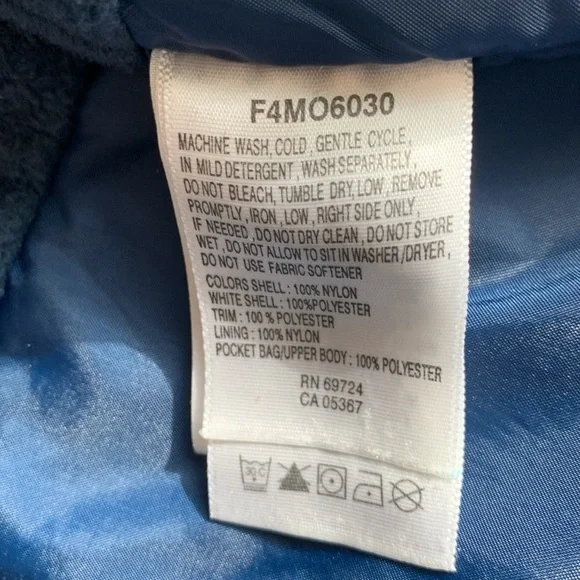 F4MO6030
MACHINE WASH, COLD, GENTLE CYCLE,
IN MILD DETERGENT, WASH SEPARATELY,
DO NOT BLEACH, TUMBLE DRY, LOW, REMOVE
PROMPTLY, IRON, LOW, RIGHT SIDE ONLY,
IF NEEDED, DO NOT DRY CLEAN, DO NOT STORE
WET, DO NOT ALLOW TO SIT IN WASHER/DRYER,
DO NOT USE FABRIC SOFTENER
COLORS SHELL: 100% NYLON
WHITE SHELL: 100%POLYESTER
TRIM: 100% POLYESTER
LINING: 100% NYLON
POCKET BAG/UPPER BODY: 100% POLYESTER
RN 69724
CA 05367
30°C